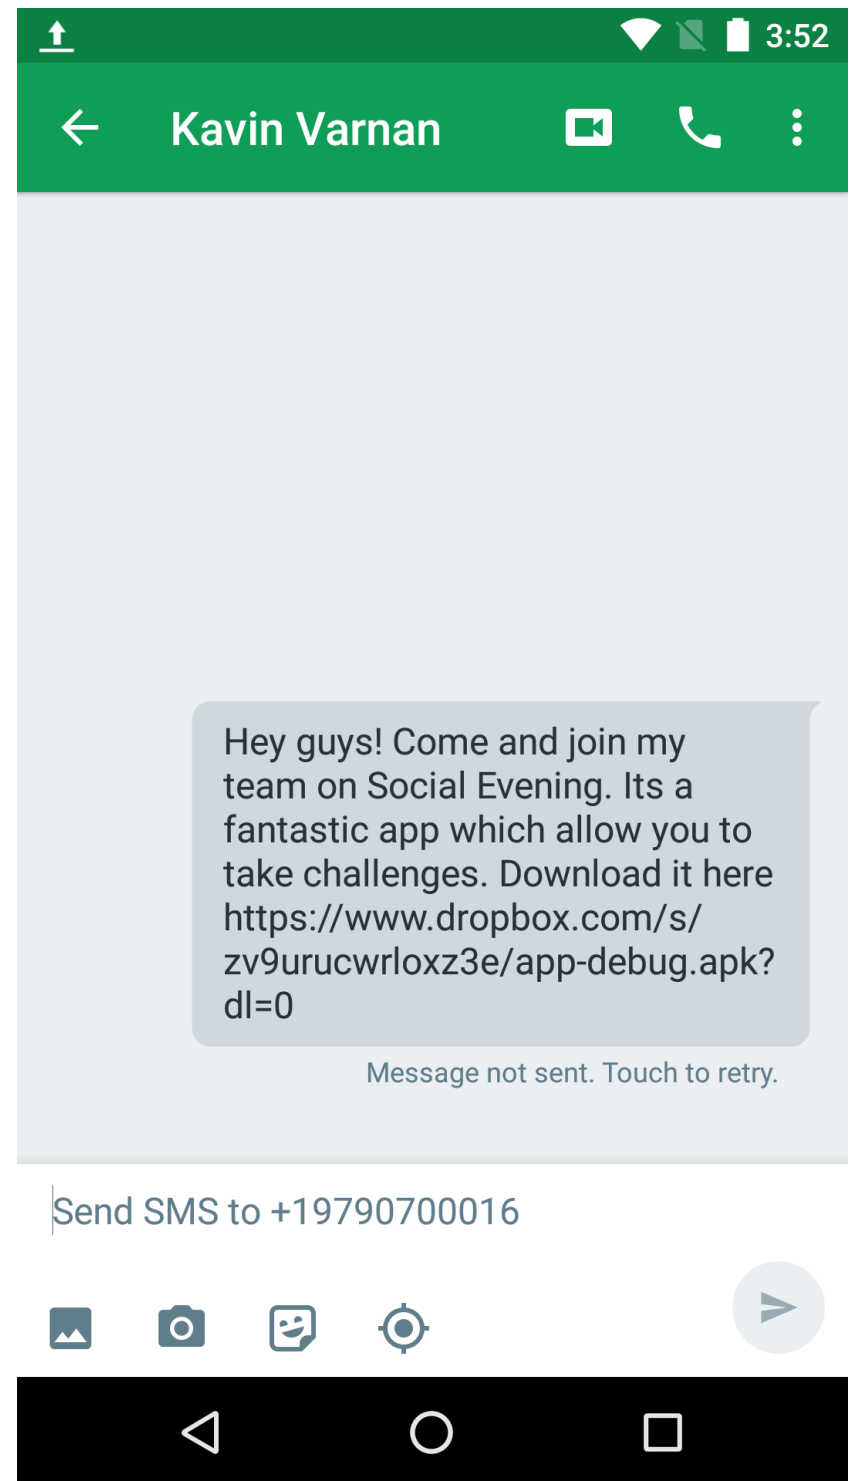 3:52
Kavin Varnan
Hey guys! Come and join my
team on Social Evening. Its a
fantastic app which allow you to
take challenges. Download it here
https://www.dropbox.com/s/
zv9urucwrloxz3e/app-debug.apk?
dl=0
Message not sent. Touch to retry.
Send SMS to +19790700016